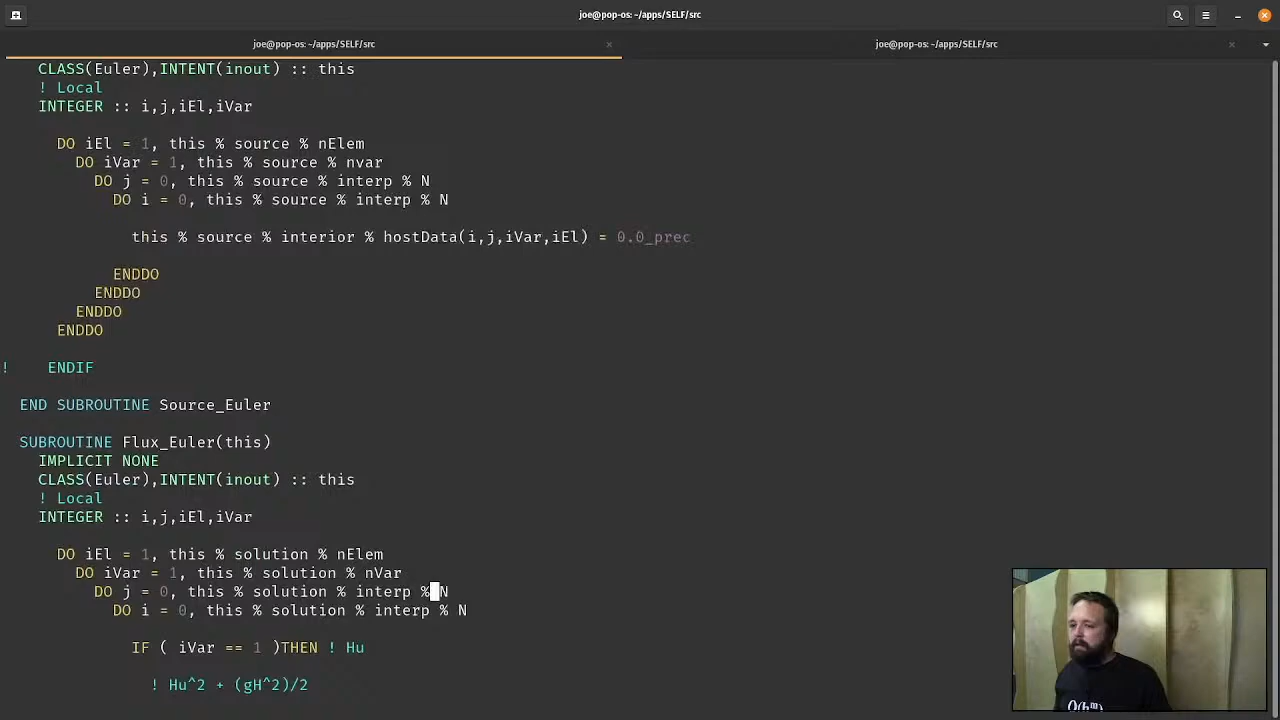 joe@pop-os: ~/apps/SELF/src
joe@pop-os: ~/apps/SELF/src
joe@pop-os: ~/apps/SELF/src
CLASS(Euler),INTENT(inout) :: this
! Local
INTEGER :: i,j,iEl,iVar
DO iEl = 1, this % source % nElem
DO iVar = 1, this % source % nvar
DO j = 0, this % source % interp % N
DO i = 0, this % source % interp % N
this % source % interior % hostData(i,j,iVar,iEl) = 0.0_prec
ENDDO
ENDDO
ENDDO
ENDDO
! ENDIF
END SUBROUTINE Source_Euler
SUBROUTINE Flux_Euler(this)
IMPLICIT NONE
CLASS(Euler),INTENT(inout) :: this
! Local
INTEGER :: i,j,iEl,iVar
DO iEl = 1, this % solution % nElem
DO iVar = 1, this % solution % nVar
DO j = 0, this % solution % interp % N
DO i = 0, this % solution % interp % N
IF ( iVar == 1 )THEN ! Hu
! Hu^2 + (gH^2)/2